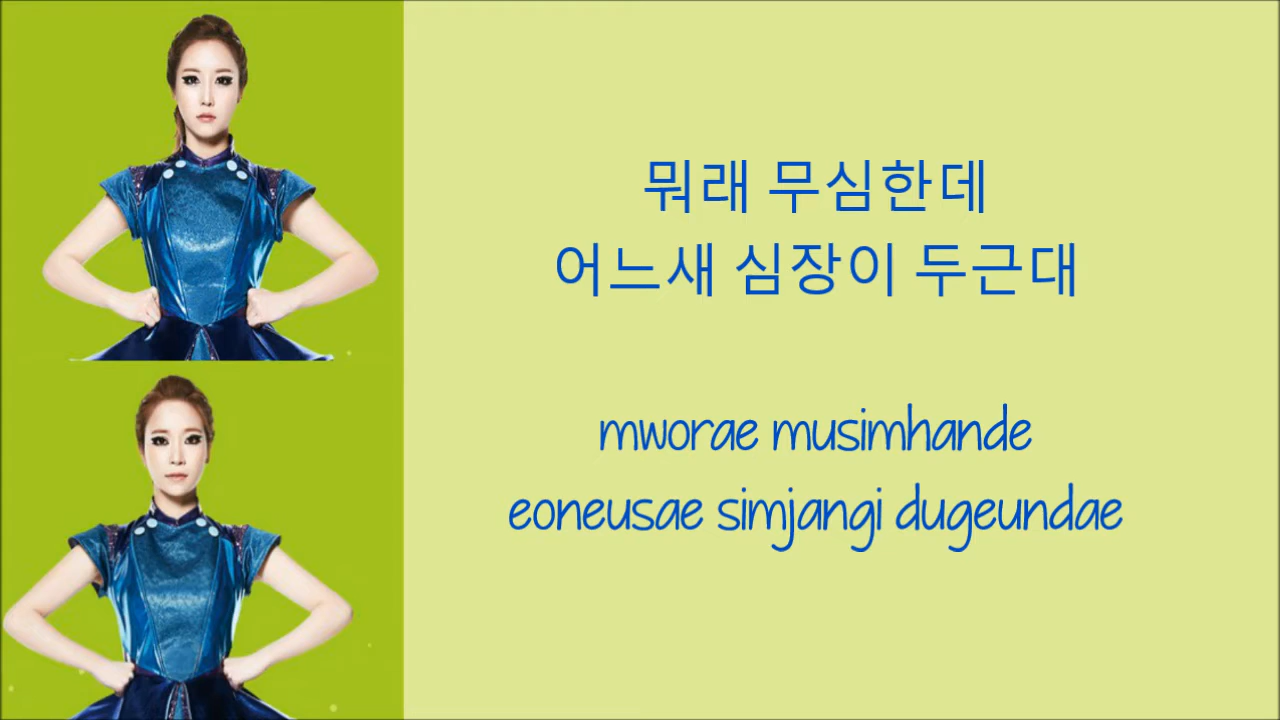 뭐래 무심한데
어느새 심장이 두근대
mworae musimhande
eoneusae simjangi dugeundae